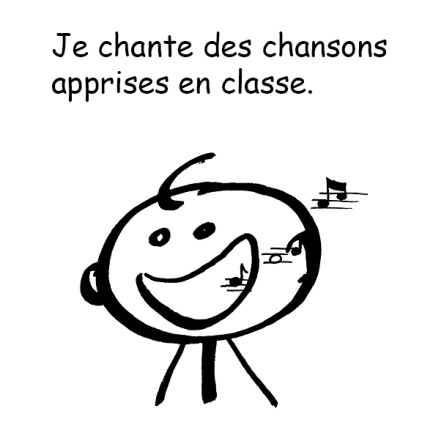 Je chante des chansons
apprises en classe.